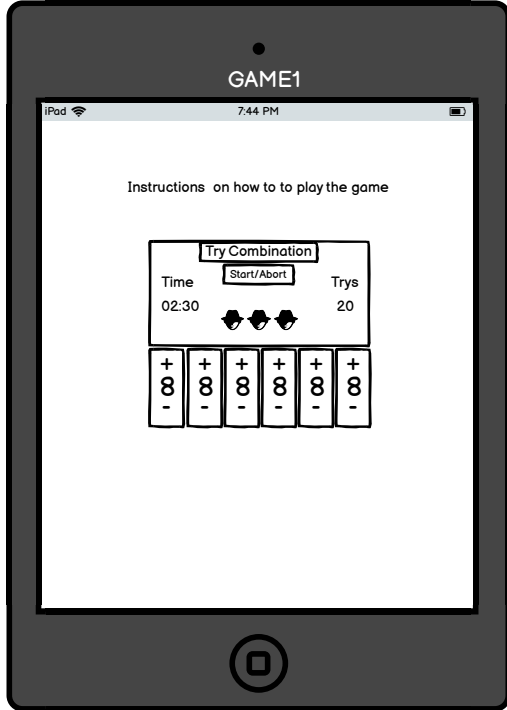 GAME1
iPad 7:44 PM
Instructions on how to to play the game
Try Combination
Start/Abort
Time Trys
02:30 20
+ + + + + +
8 8 8 8 8 8
- - - - - -